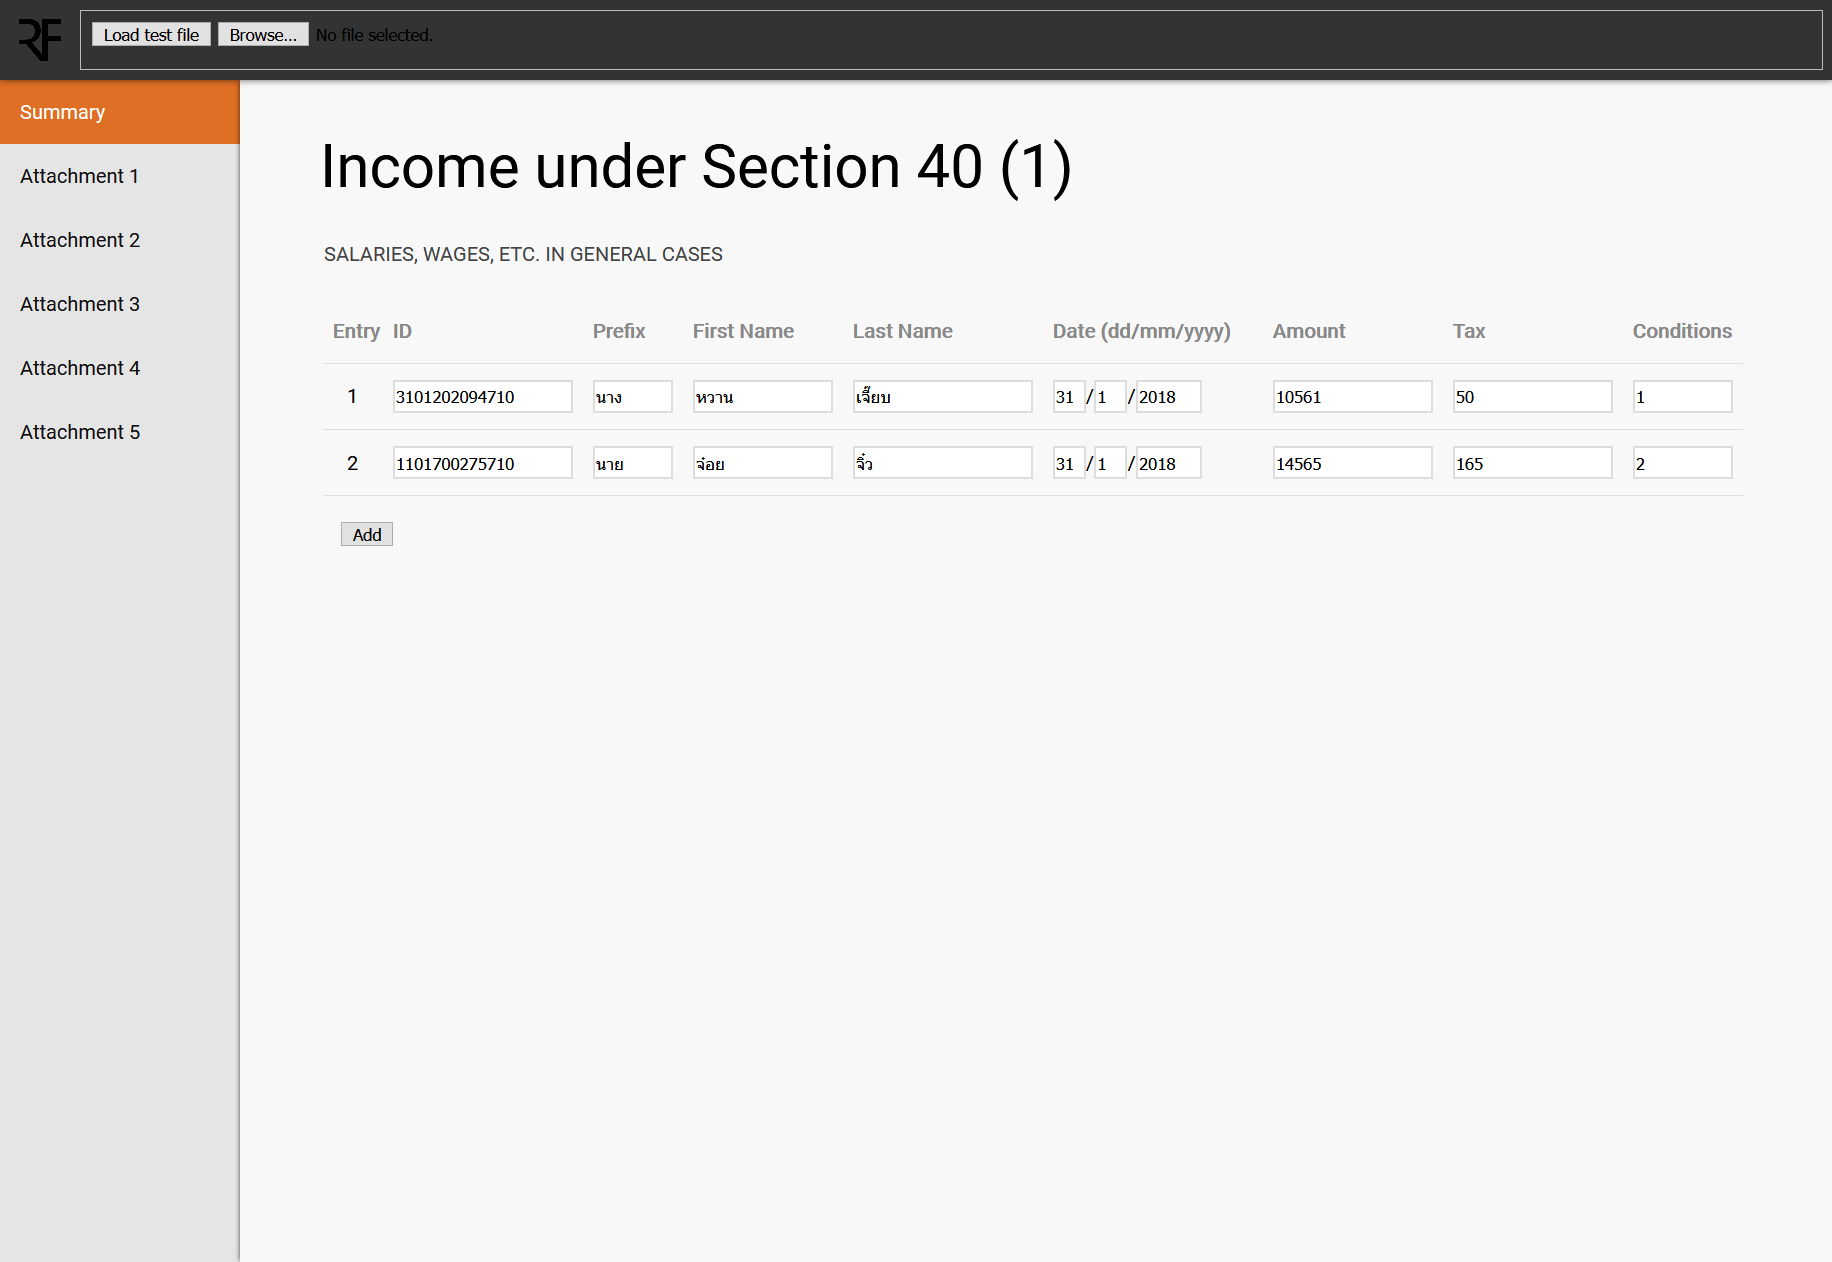 RF
Load test file Browse... No file selected.
Summary
Attachment 1
Attachment 2
Attachment 3
Attachment 4
Attachment 5
Income under Section 40 (1)
SALARIES, WAGES, ETC. IN GENERAL CASES
Entry ID Prefix First Name Last Name Date (dd/mm/yyyy) Amount Tax Conditions
1 3101202094710 นาง หวาน เจี๊ยบ 31 / 1 / 2018 10561 50 1
2 1101700275710 นาย จ๋อย จิ๋ว 31 / 1 / 2018 14565 165 2
Add